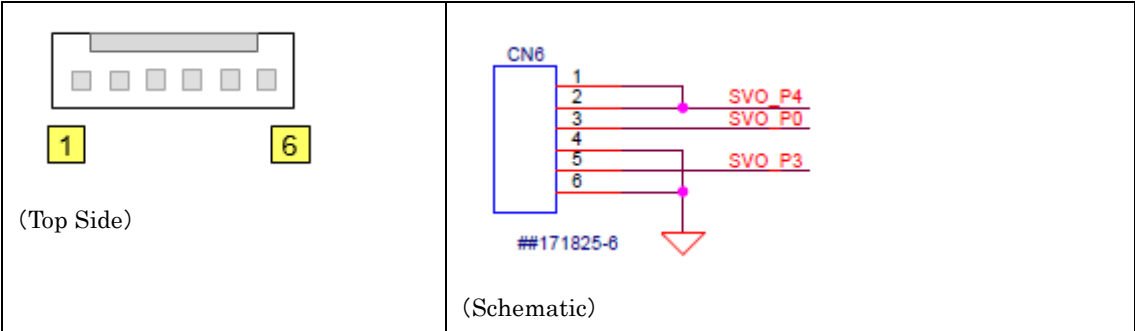 1
6
（Top Side）
CN6
1
2
SVO_P4
3
SVO_P0
4
5
SVO_P3
6
##171825-6
（Schematic）